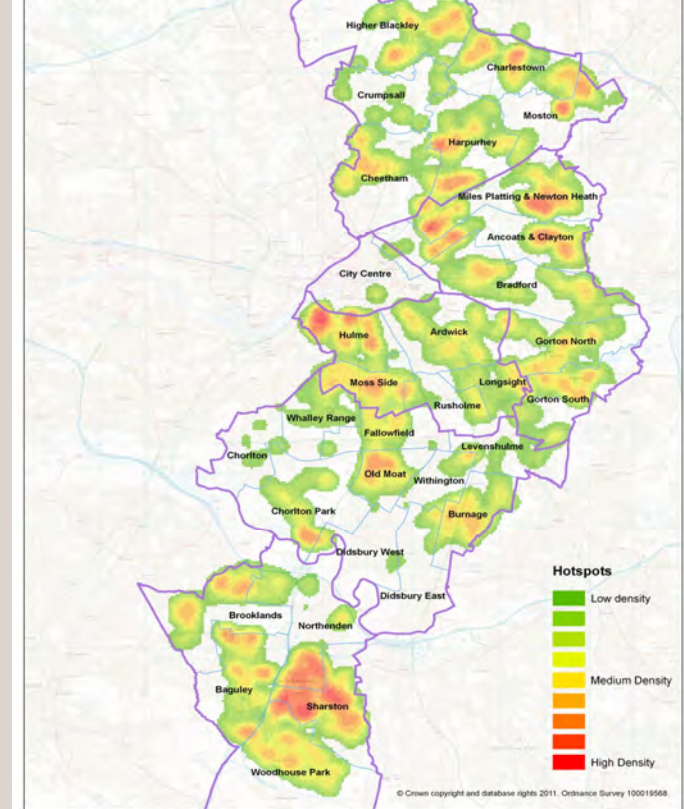 Higher Blackley
Charlestown
Crumpsall
Moston
Harpurhey
Cheetham
Miles Platting & Newton Heath
Ancoats & Clayton
City Centre
Bradford
Hulme
Ardwick
Gorton North
Moss Side
Longsight
Gorton South
Rusholme
Whalley Range
Fallowfield
Levenshulme
Chorlton
Old Moat
Withington
Chorlton Park
Burnage
Didsbury West
Hotspots
Low density
Didsbury East
Brooklands
Northenden
Medium Density
Baguley
Sharston
High Density
Woodhouse Park
© Crown copyright and database rights 2011. Ordnance Survey 100019568.